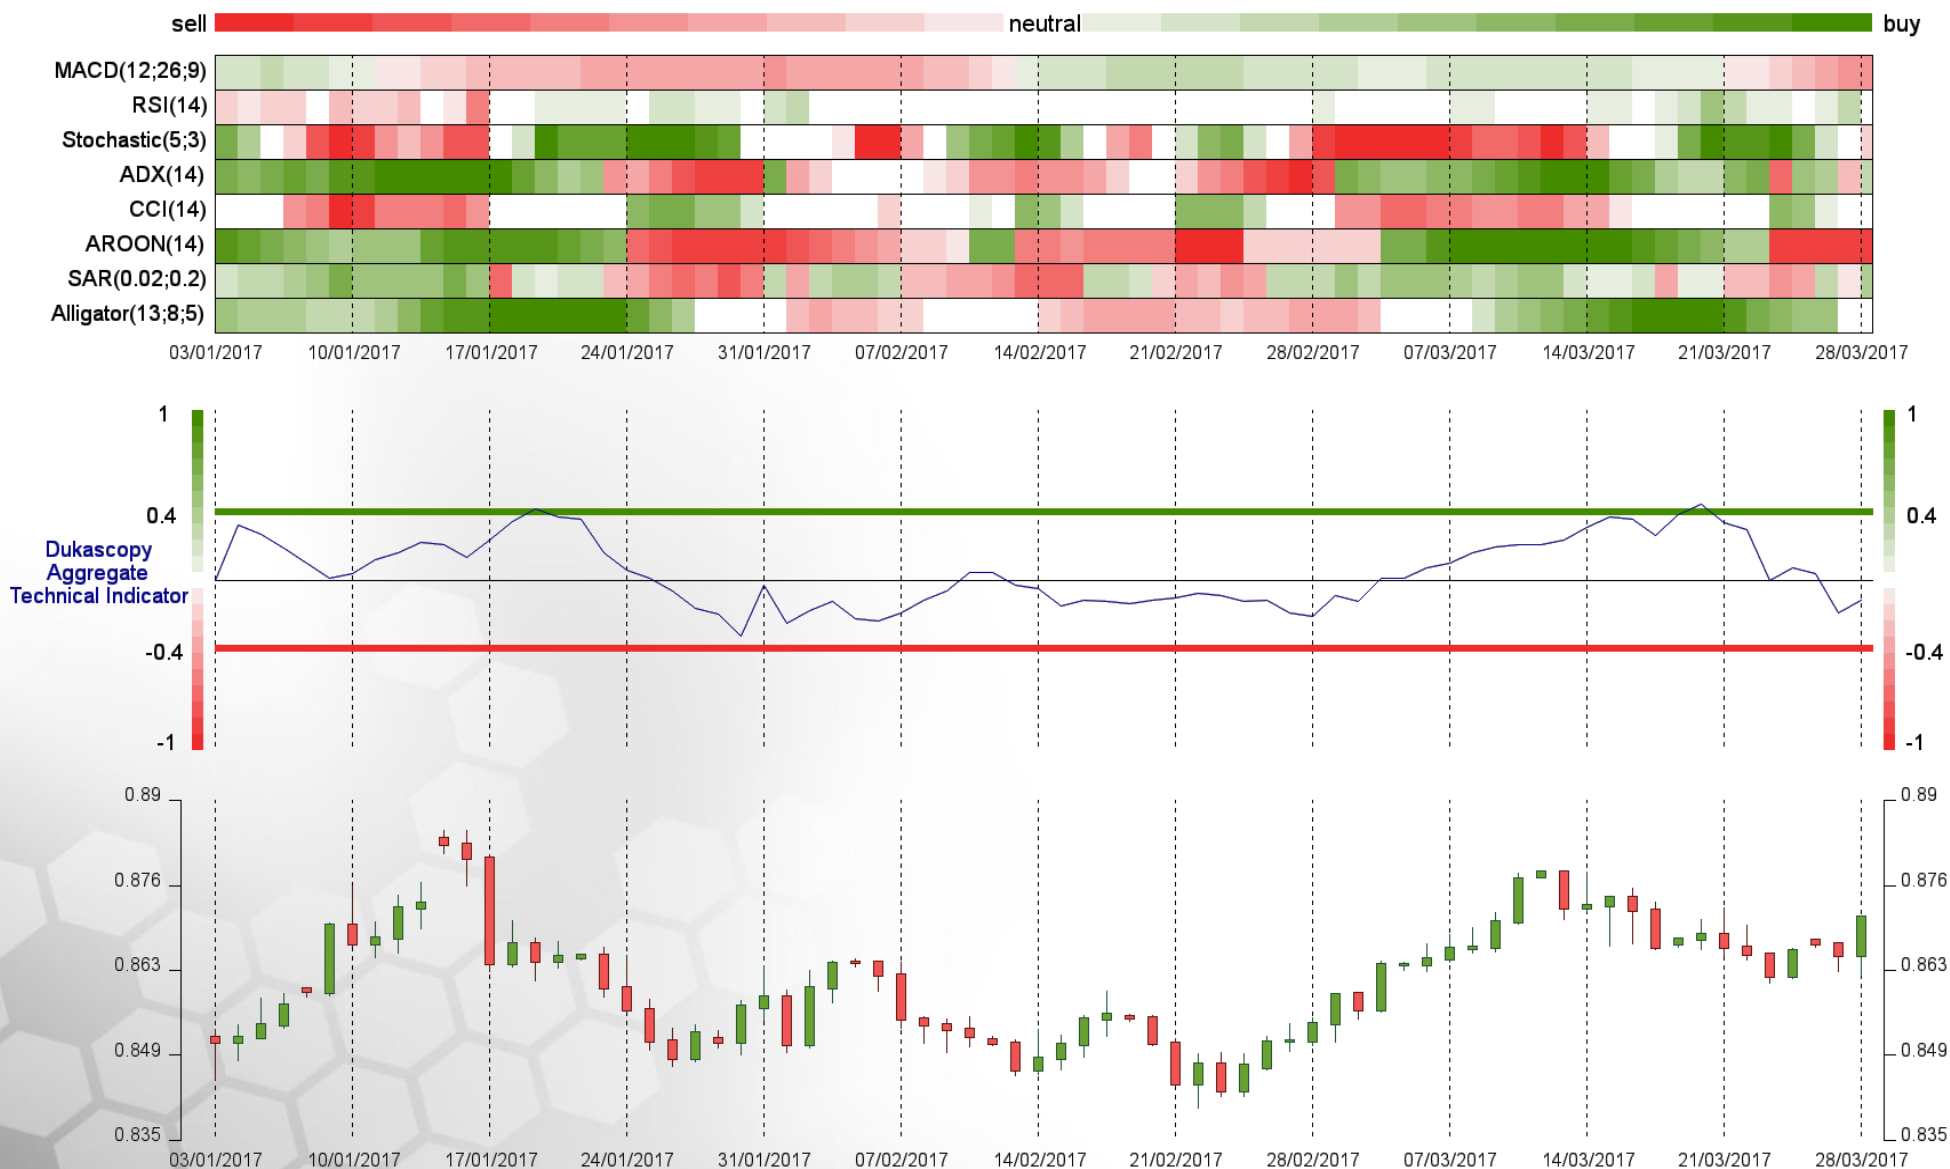 sell neutral buy
MACD(12;26;9)
RSI(14)
Stochastic(5;3)
ADX(14)
CCI(14)
AROON(14)
SAR(0.02;0.2)
Alligator(13;8;5)
03/01/2017 10/01/2017 17/01/2017 24/01/2017 31/01/2017 07/02/2017 14/02/2017 21/02/2017 28/02/2017 07/03/2017 14/03/2017 21/03/2017 28/03/2017
1 1
0.4 0.4
Dukascopy
Aggregate
Technical Indicator
-0.4 -0.4
-1 -1
0.89 0.89
0.876 0.876
0.863 0.863
0.849 0.849
0.835 0.835
03/01/2017 10/01/2017 17/01/2017 24/01/2017 31/01/2017 07/02/2017 14/02/2017 21/02/2017 28/02/2017 07/03/2017 14/03/2017 21/03/2017 28/03/2017